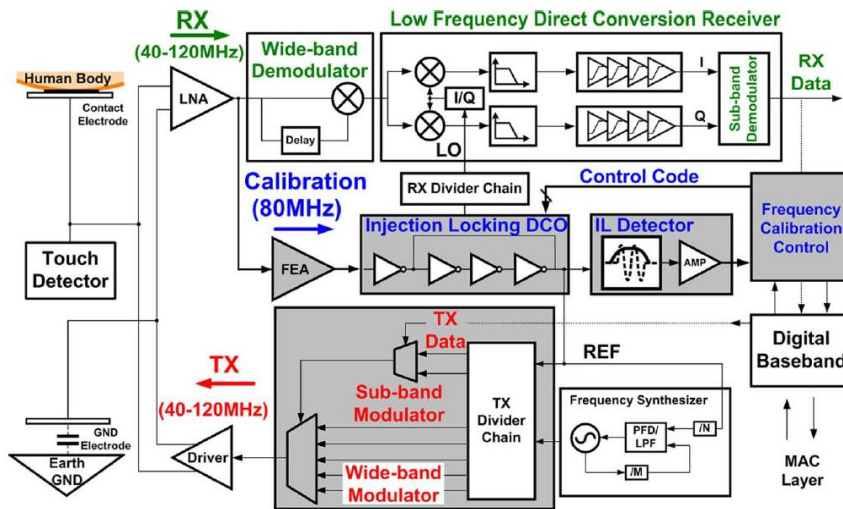 RX
(40-120MHz)
Human Body
Contact
Electrode
LNA
Wide-band
Demodulator
Delay
Low Frequency Direct Conversion Receiver
I/Q
I
Q
LO
Sub-band
Demodulator
RX
Data
RX Divider Chain
Calibration
(80MHz)
Control Code
Touch
Detector
FEA
Injection Locking DCO
IL Detector
AMP
Frequency
Calibration
Control
TX
(40-120MHz)
TX
Data
Sub-band
Modulator
Wide-band
Modulator
TX
Divider
Chain
REF
Digital
Baseband
Frequency Synthesizer
PFD/
LPF
/N
/M
GND
Electrode
Earth
GND
Driver
MAC
Layer